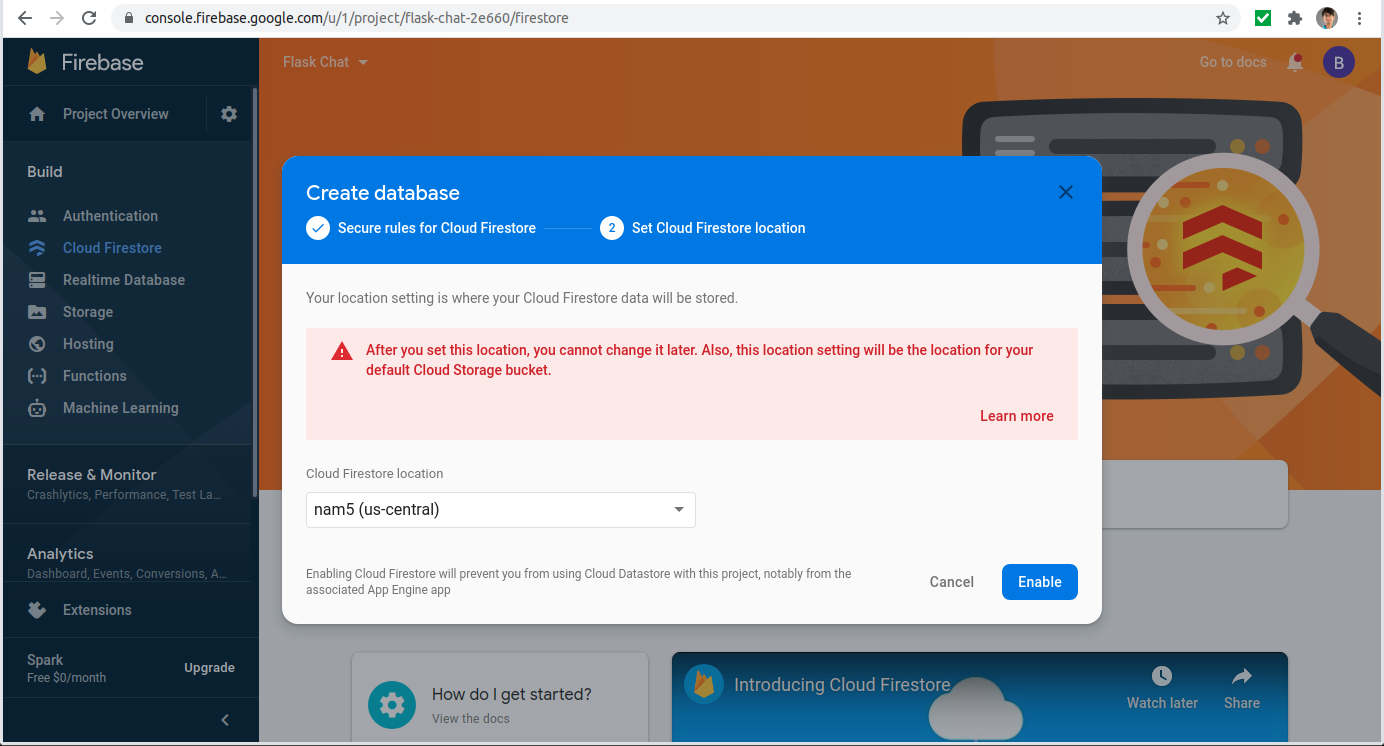 console.firebase.google.com/u/1/project/flask-chat-2e660/firestore
Firebase
Flask Chat
Go to docs
B
Project Overview
Build
Authentication
Cloud Firestore
Realtime Database
Storage
Hosting
Functions
Machine Learning
Release & Monitor
Crashlytics, Performance, Test La...
Analytics
Dashboard, Events, Conversions, A...
Extensions
Spark
Free $0/month
Upgrade
Create database
Secure rules for Cloud Firestore
2
Set Cloud Firestore location
Your location setting is where your Cloud Firestore data will be stored.
After you set this location, you cannot change it later. Also, this location setting will be the location for your
default Cloud Storage bucket.
Learn more
Cloud Firestore location
nam5 (us-central)
Enabling Cloud Firestore will prevent you from using Cloud Datastore with this project, notably from the
associated App Engine app
Cancel
Enable
How do I get started?
View the docs
Introducing Cloud Firestore
Watch later
Share